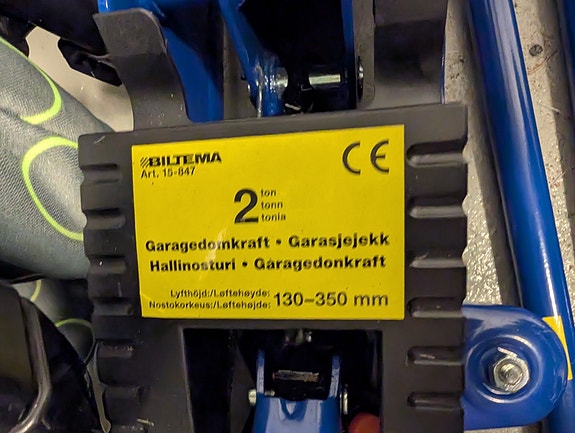 BILTEMA
Art. 15-847
CE
2 ton
tonn
tonia
Garagedomkraft • Garasjejekk
Hallinosturi • Garagedonkraft
Lyfthöjd:/Løftehøyde:
Nostokorkeus:/Løftehøjde: 130–350 mm